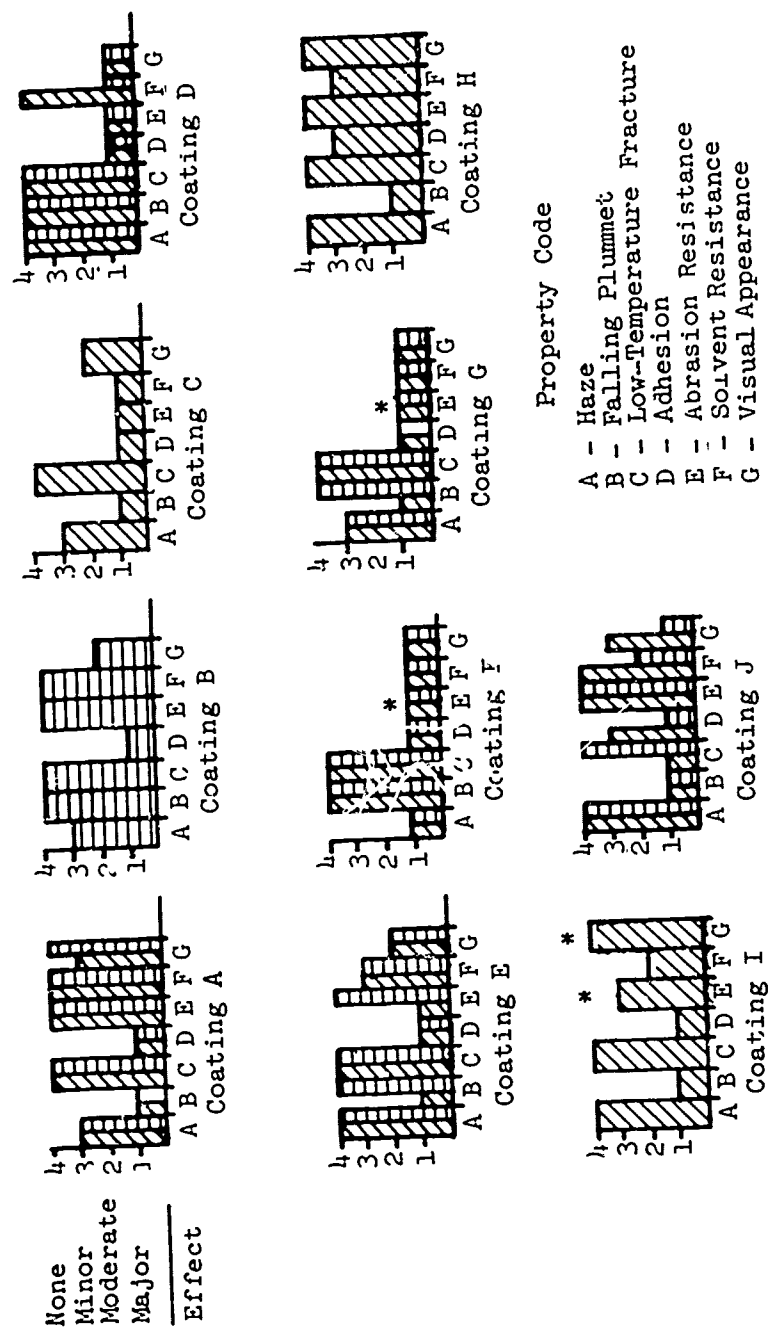 None
Minor
Moderate
Major
Effect
4
3
2
1
A B C D E F G
Coating A
4
3
2
1
A B C D E F G
Coating B
4
3
2
1
A B C D E F G
Coating C
4
3
2
1
A B C D E F G
Coating D
4
3
2
1
A B C D E F G
Coating E
4
3
2
1
*
A B C D E F G
Coating F
4
3
2
1
*
A B C D E F G
Coating G
4
3
2
1
A B C D E F G
Coating H
4
3
2
1
* *
A B C D E F G
Coating I
4
3
2
1
A B C D E F G
Coating J
Property Code
A - Haze
B - Falling Plummet
C - Low-Temperature Fracture
D - Adhesion
E - Abrasion Resistance
F - Solvent Resistance
G - Visual Appearance